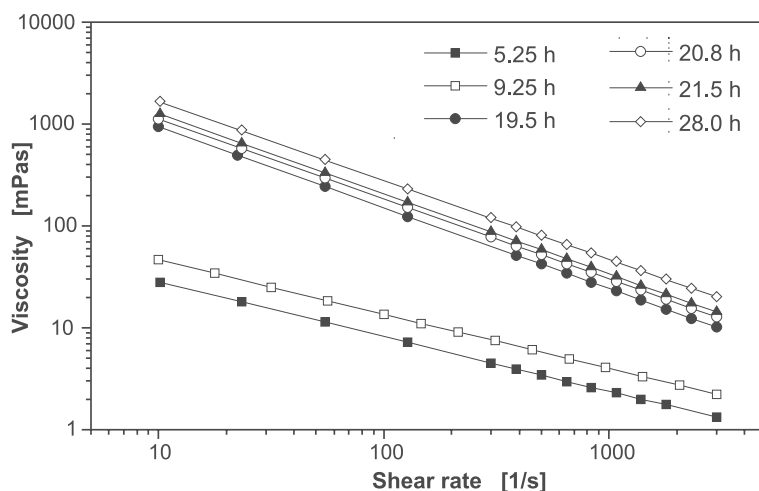 10000
1000
100
10
1
Viscosity [mPas]
5.25 h
9.25 h
19.5 h
20.8 h
21.5 h
28.0 h
10
100
1000
Shear rate [1/s]